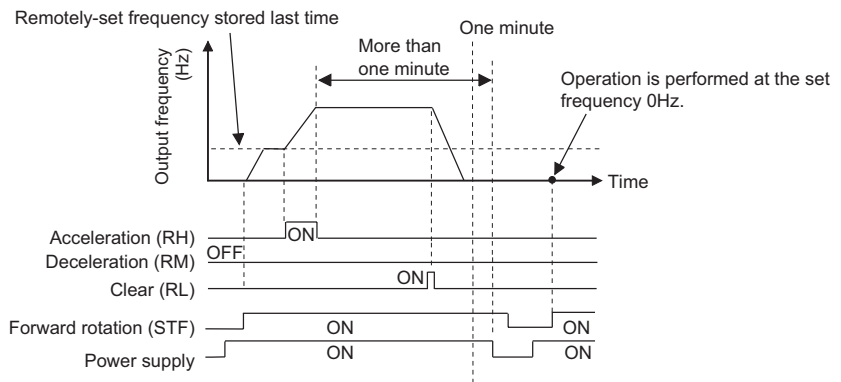 Remotely-set frequency stored last time
One minute
More than
one minute
Output frequency
(Hz)
Operation is performed at the set
frequency 0Hz.
Time
Acceleration (RH)
ON
Deceleration (RM)
OFF
Clear (RL)
ON
Forward rotation (STF)
ON
ON
Power supply
ON
ON